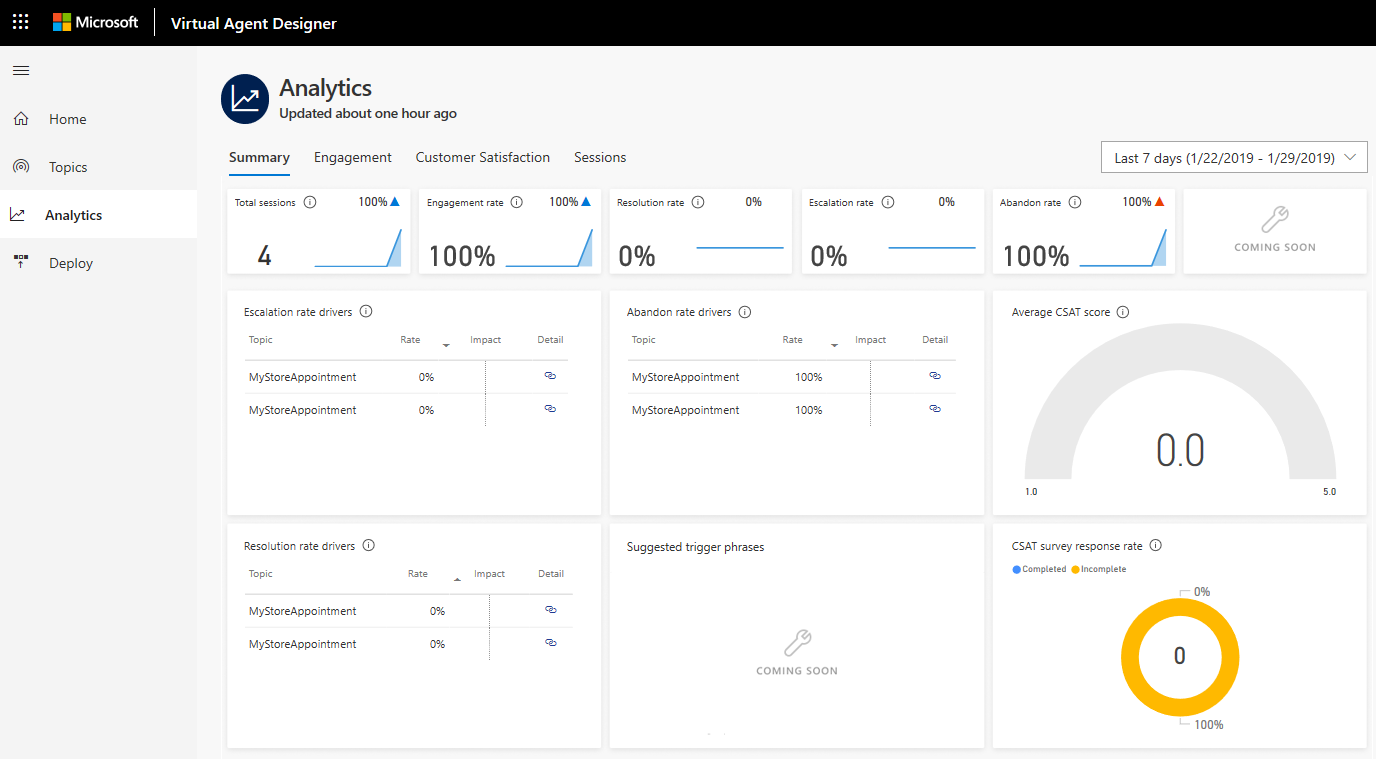 Microsoft
Virtual Agent Designer
Home
Topics
Analytics
Deploy
Analytics
Updated about one hour ago
Summary Engagement Customer Satisfaction Sessions
Last 7 days (1/22/2019 - 1/29/2019)
Total sessions 100%
4
Engagement rate 100%
100%
Resolution rate 0%
0%
Escalation rate 0%
0%
Abandon rate 100%
100%
COMING SOON
Escalation rate drivers
Topic Rate Impact Detail
MyStoreAppointment 0%
MyStoreAppointment 0%
Abandon rate drivers
Topic Rate Impact Detail
MyStoreAppointment 100%
MyStoreAppointment 100%
Average CSAT score
0.0
1.0 5.0
Resolution rate drivers
Topic Rate Impact Detail
MyStoreAppointment 0%
MyStoreAppointment 0%
Suggested trigger phrases
COMING SOON
CSAT survey response rate
Completed Incomplete
0%
0
100%